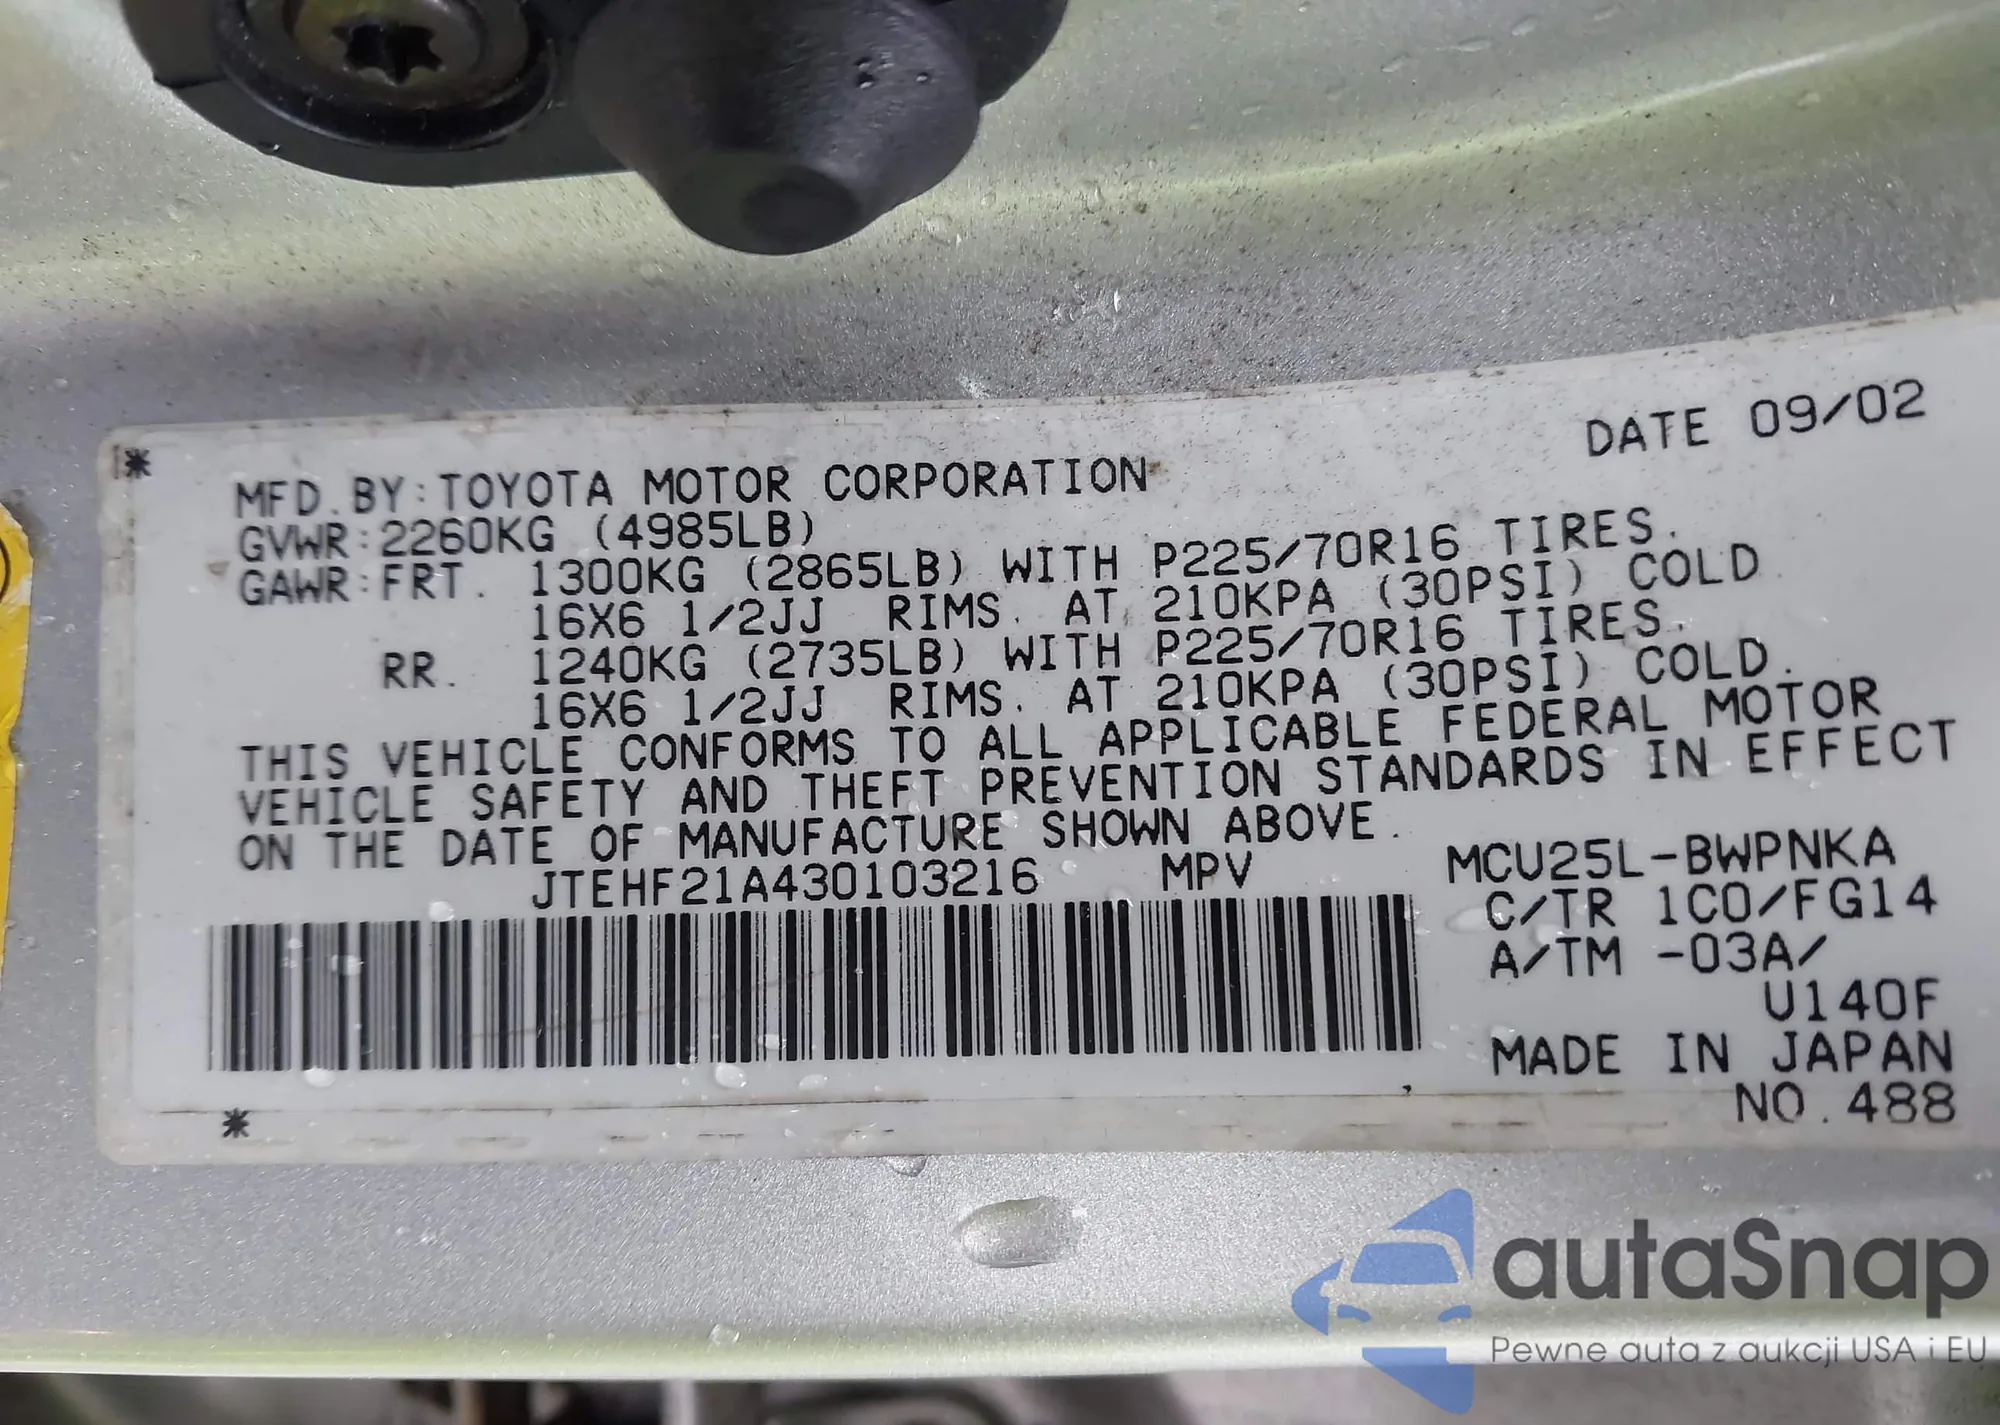 DATE 09/02
MFD.BY:TOYOTA MOTOR CORPORATION
GVWR:2260KG (4985LB)
GAWR:FRT. 1300KG (2865LB) WITH P225/70R16 TIRES.
16X6 1/2JJ RIMS. AT 210KPA (30PSI) COLD
RR. 1240KG (2735LB) WITH P225/70R16 TIRES.
16X6 1/2JJ RIMS. AT 210KPA (30PSI) COLD.
THIS VEHICLE CONFORMS TO ALL APPLICABLE FEDERAL MOTOR
VEHICLE SAFETY AND THEFT PREVENTION STANDARDS IN EFFECT
ON THE DATE OF MANUFACTURE SHOWN ABOVE.
JTEHF21A430103216 MPV
MCU25L-BWPNKA
C/TR 1C0/FG14
A/TM -03A/
U140F
MADE IN JAPAN
NO.488
autaSnap
Pewne auta z aukcji USA i EU